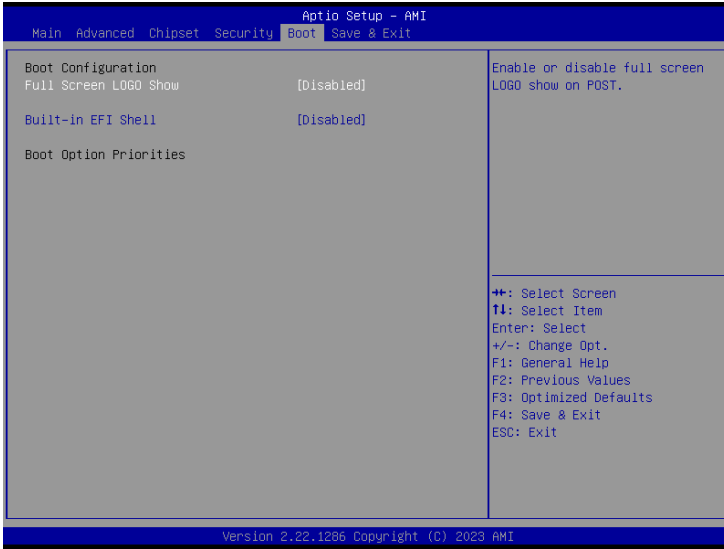 Aptio Setup – AMI
Main Advanced Chipset Security Boot Save & Exit
Boot Configuration
Full Screen LOGO Show [Disabled]
Built-in EFI Shell [Disabled]
Boot Option Priorities
Enable or disable full screen
LOGO show on POST.
→←: Select Screen
↑↓: Select Item
Enter: Select
+/-: Change Opt.
F1: General Help
F2: Previous Values
F3: Optimized Defaults
F4: Save & Exit
ESC: Exit
Version 2.22.1286 Copyright (C) 2023 AMI